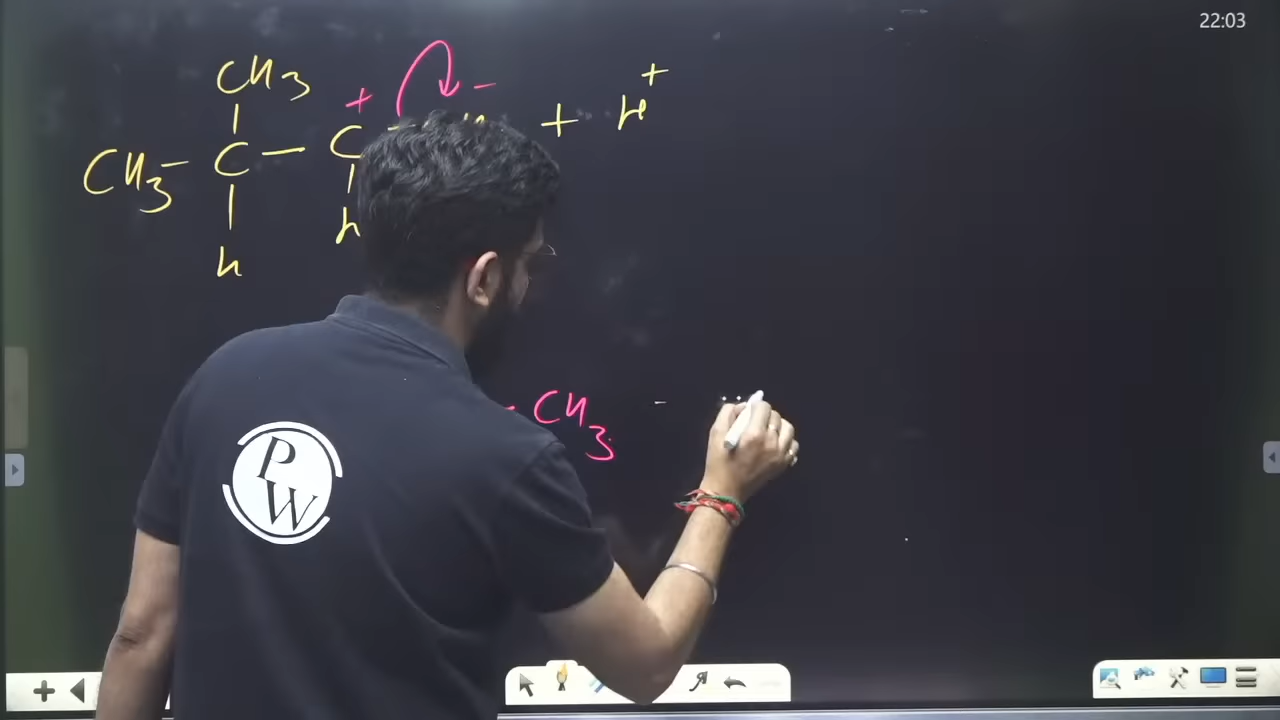 22:03
CH3
+ -
CH3 - C - C + H+
H
H
CH3
PW